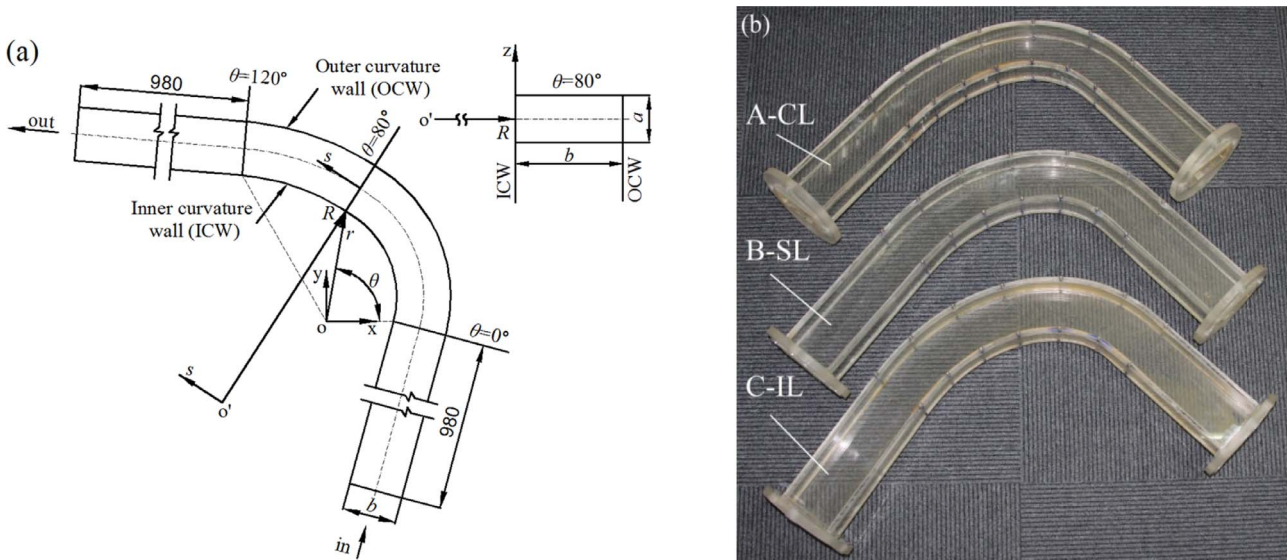 (a)
980
θ=120°
Outer curvature
wall (OCW)
out
θ=80°
s
Inner curvature
wall (ICW)
R
r
y
θ
o
x
θ=0°
s
o'
980
b
in
z
θ=80°
o'
R
a
b
ICW
OCW
(b)
A-CL
B-SL
C-IL